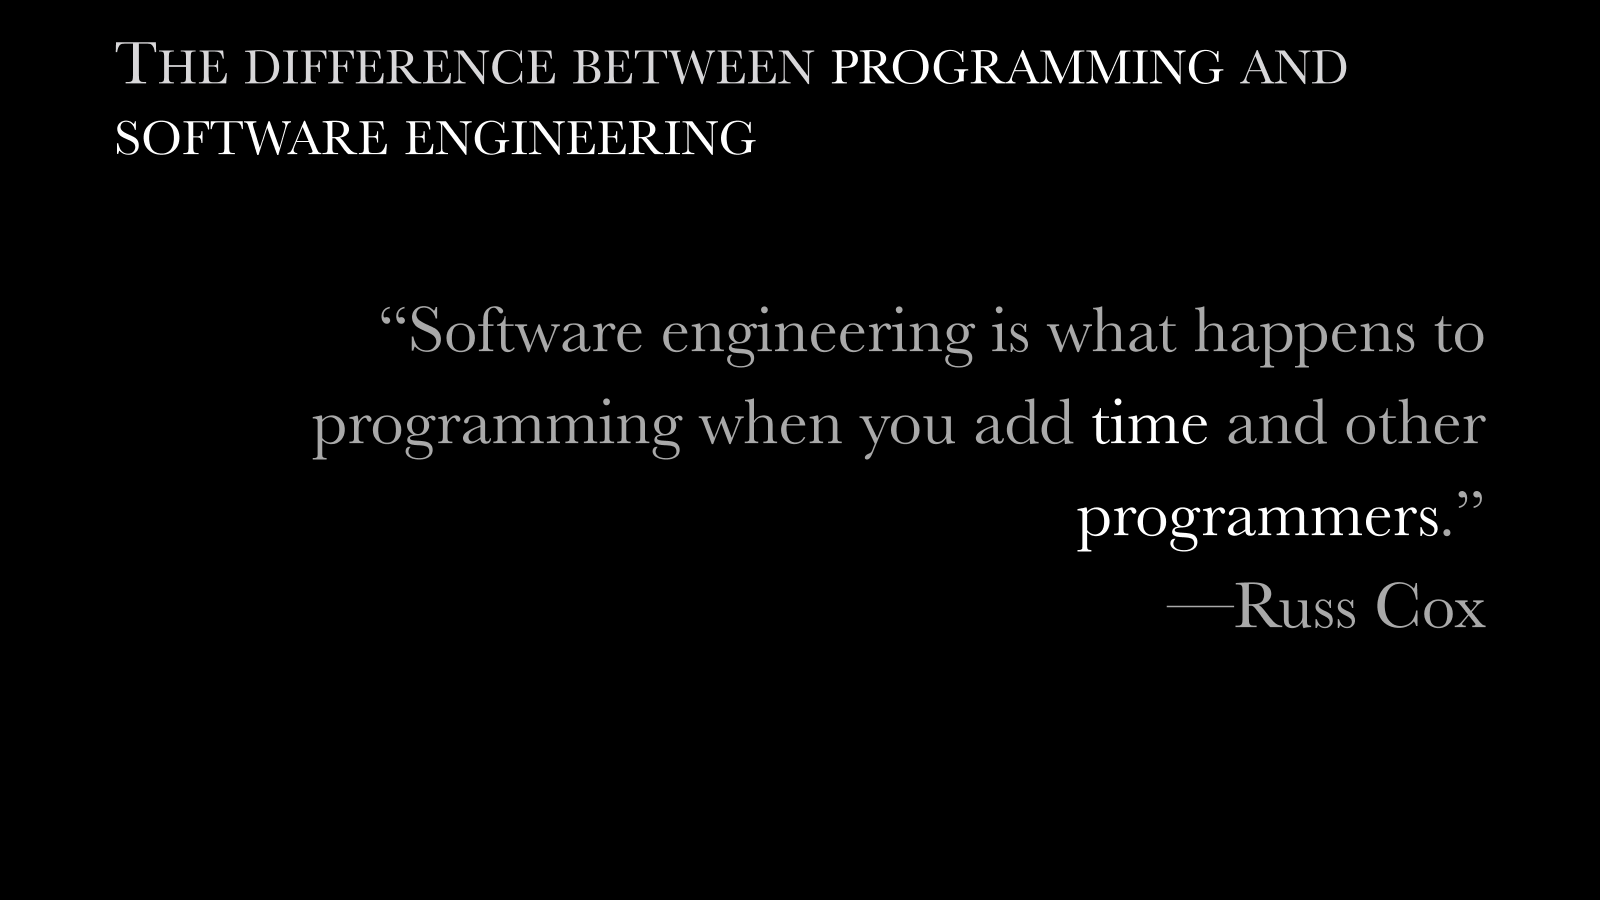 THE DIFFERENCE BETWEEN PROGRAMMING AND
SOFTWARE ENGINEERING
“Software engineering is what happens to
programming when you add time and other
programmers.”
—Russ Cox